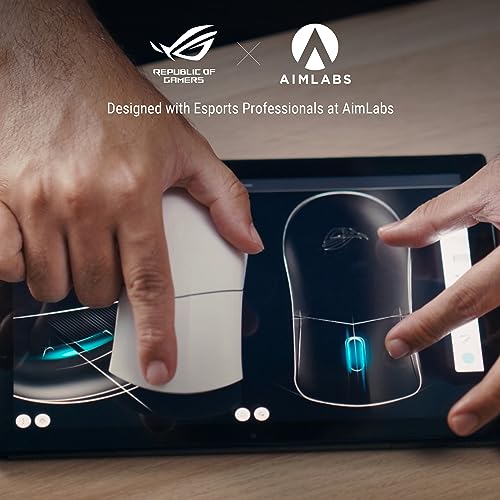 REPUBLIC OF
GAMERS
AIMLABS
Designed with Esports Professionals at AimLabs